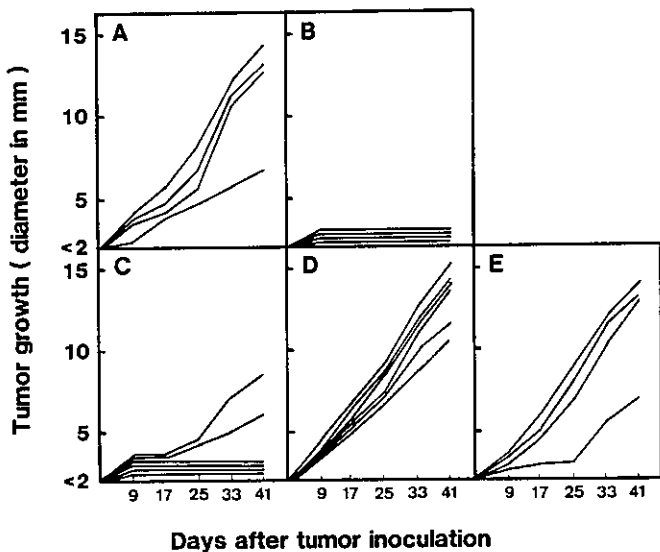 Tumor growth ( diameter in mm )
15
10
5
<2
A
B
15
10
5
<2
C
D
E
9 17 25 33 41
9 17 25 33 41
9 17 25 33 41
Days after tumor inoculation